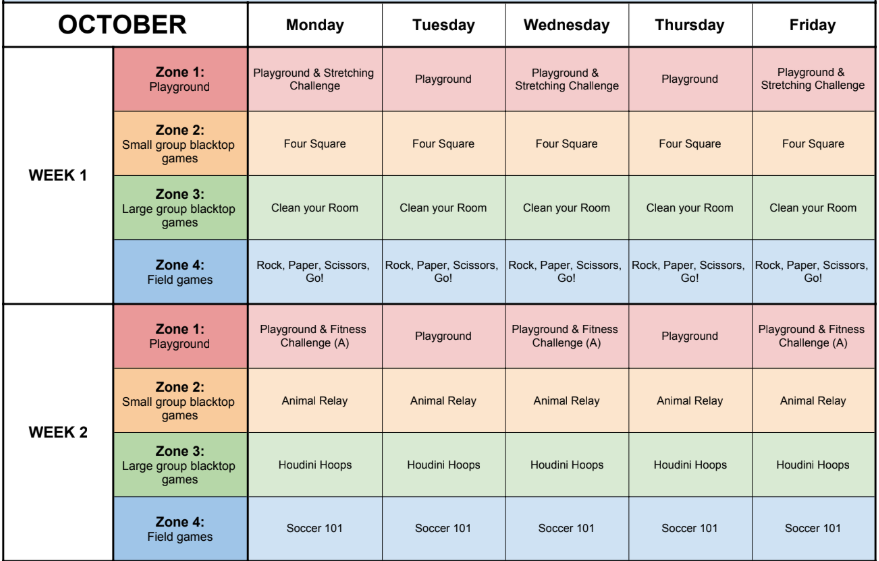 OCTOBER Monday Tuesday Wednesday Thursday Friday
WEEK 1
Zone 1:
Playground
Playground & Stretching
Challenge
Playground
Playground &
Stretching Challenge
Playground
Playground &
Stretching Challenge
Zone 2:
Small group blacktop
games
Four Square Four Square Four Square Four Square Four Square
Zone 3:
Large group blacktop
games
Clean your Room Clean your Room Clean your Room Clean your Room Clean your Room
Zone 4:
Field games
Rock, Paper, Scissors,
Go!
Rock, Paper, Scissors,
Go!
Rock, Paper, Scissors,
Go!
Rock, Paper, Scissors,
Go!
Rock, Paper, Scissors,
Go!
WEEK 2
Zone 1:
Playground
Playground & Fitness
Challenge (A)
Playground
Playground & Fitness
Challenge (A)
Playground
Playground & Fitness
Challenge (A)
Zone 2:
Small group blacktop
games
Animal Relay Animal Relay Animal Relay Animal Relay Animal Relay
Zone 3:
Large group blacktop
games
Houdini Hoops Houdini Hoops Houdini Hoops Houdini Hoops Houdini Hoops
Zone 4:
Field games
Soccer 101 Soccer 101 Soccer 101 Soccer 101 Soccer 101